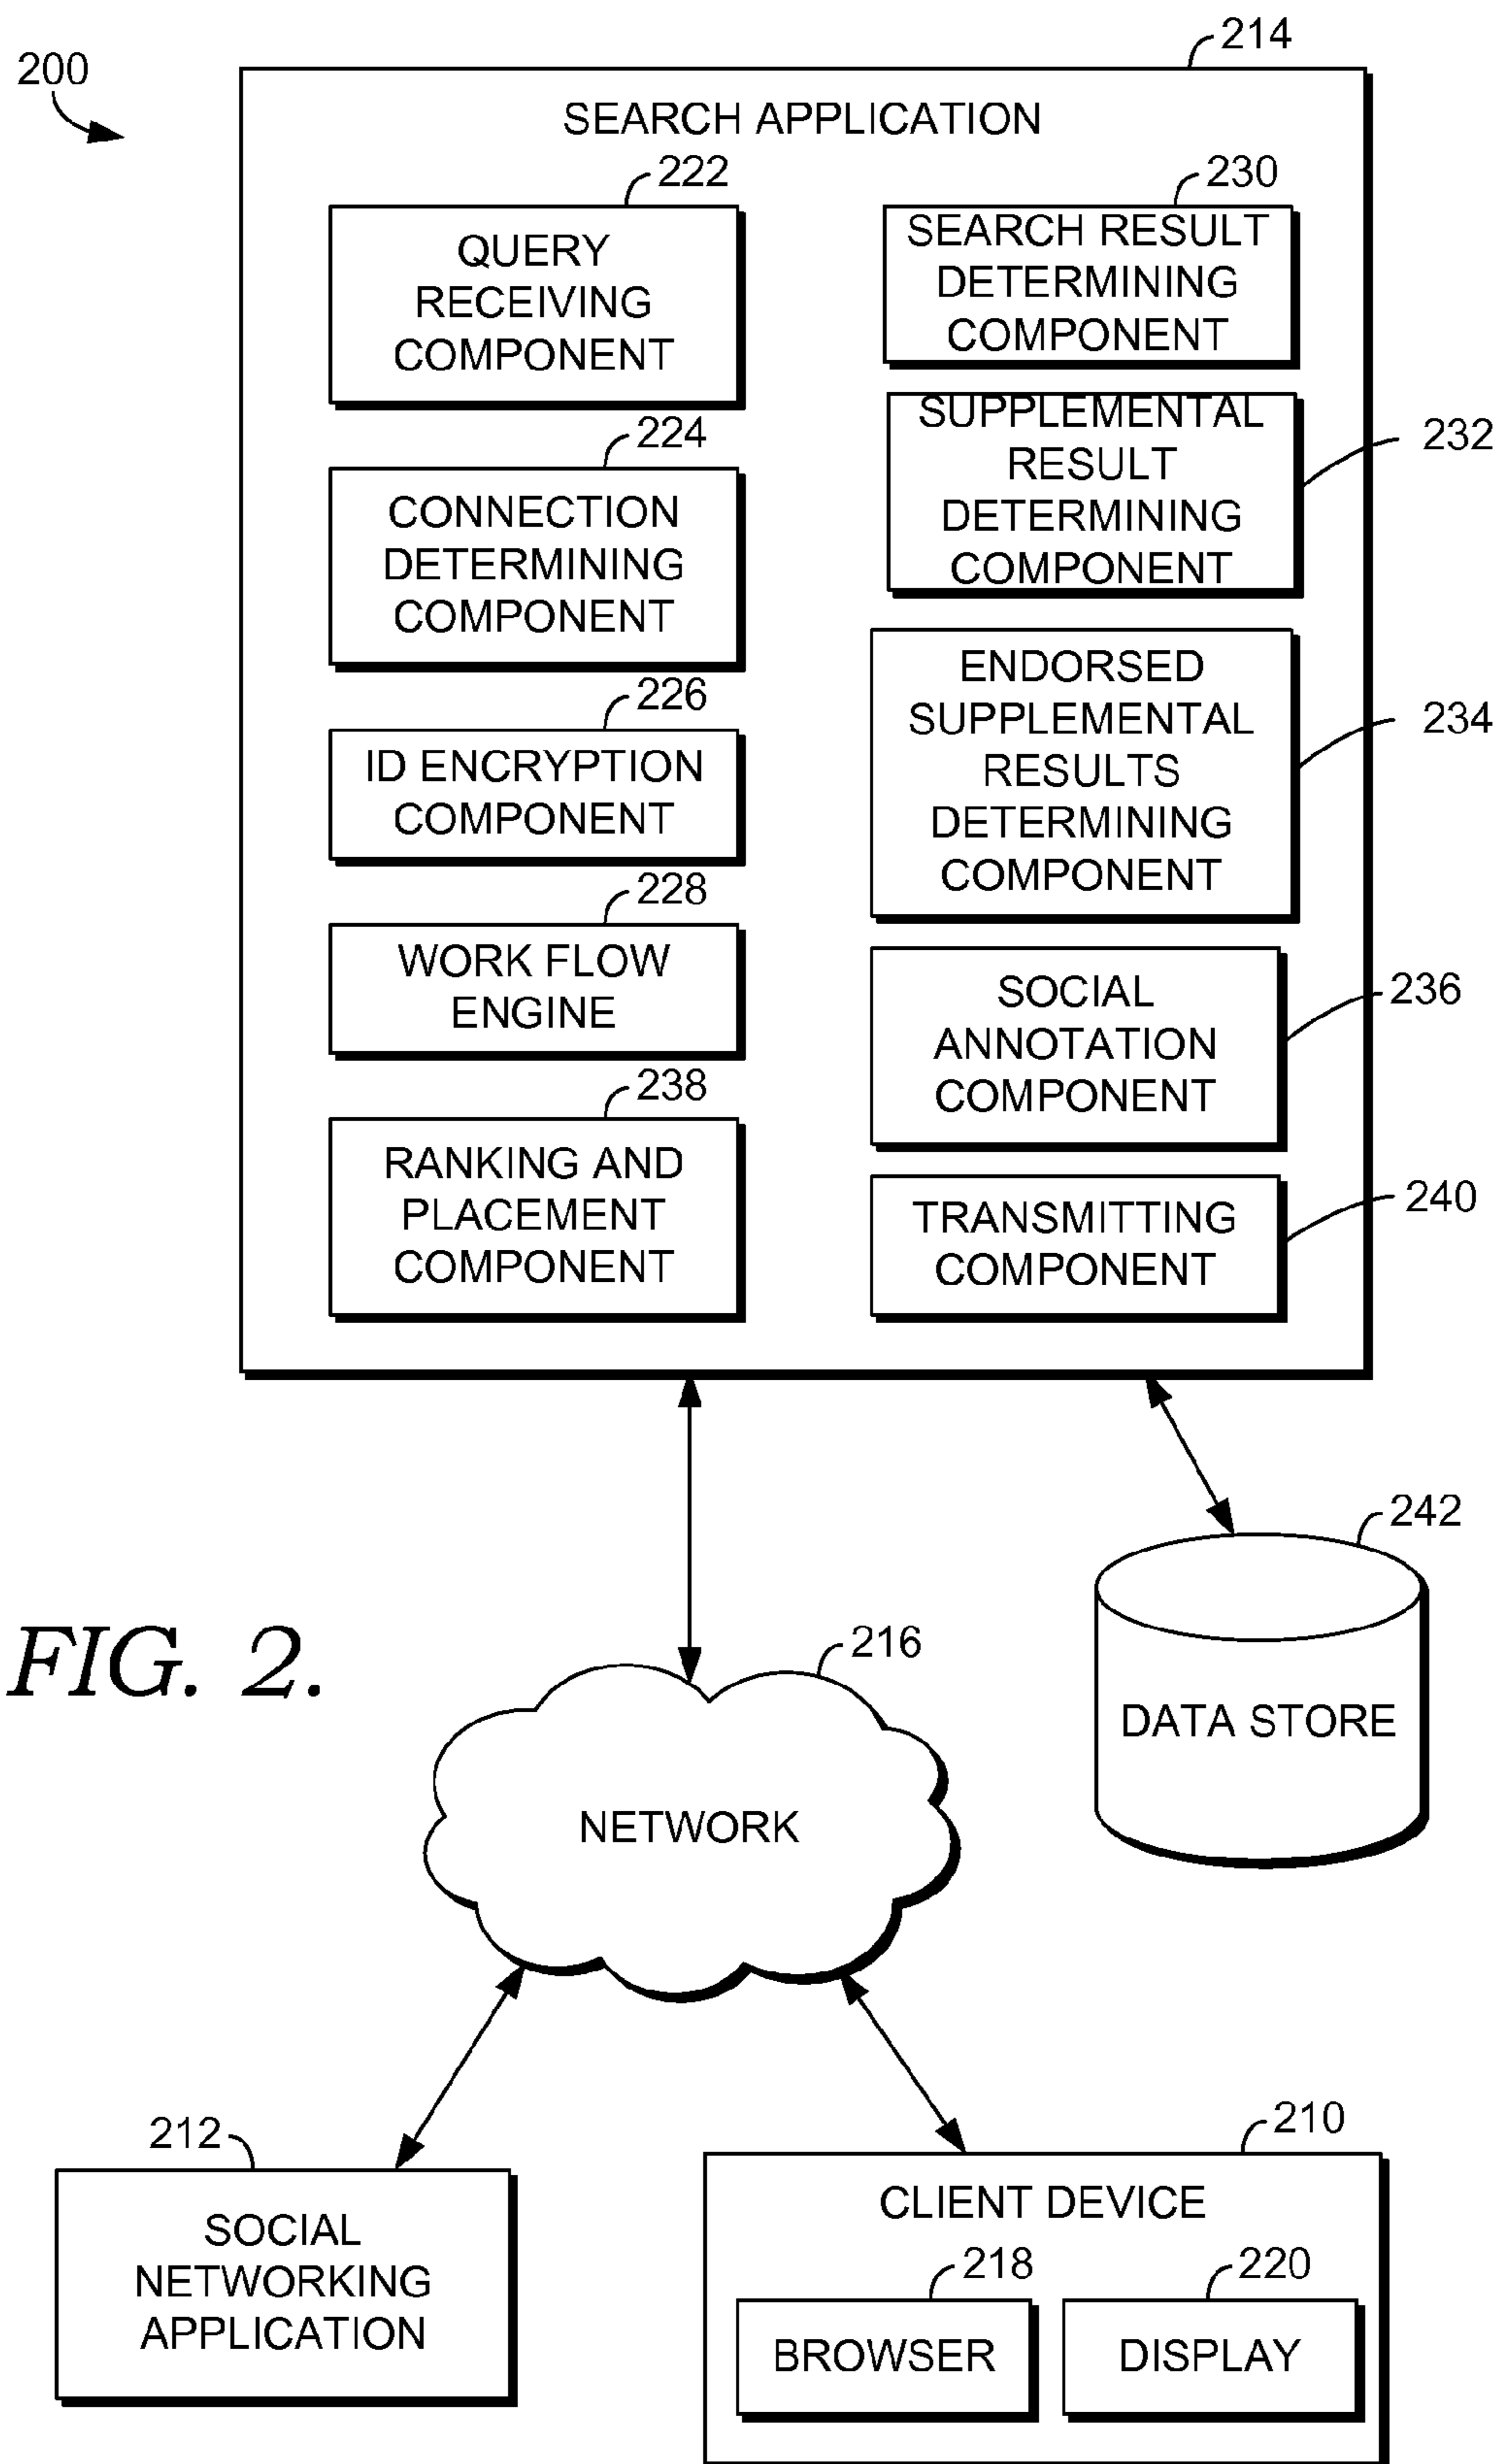 214
200
SEARCH APPLICATION
222
QUERY
RECEIVING
COMPONENT
224
CONNECTION
DETERMINING
COMPONENT
226
ID ENCRYPTION
COMPONENT
228
WORK FLOW
ENGINE
238
RANKING AND
PLACEMENT
COMPONENT
230
SEARCH RESULT
DETERMINING
COMPONENT
SUPPLEMENTAL
RESULT
DETERMINING
COMPONENT
232
ENDORSED
SUPPLEMENTAL
RESULTS
DETERMINING
COMPONENT
234
SOCIAL
ANNOTATION
COMPONENT
236
TRANSMITTING
COMPONENT
240
242
DATA STORE
FIG. 2.
216
NETWORK
212
SOCIAL
NETWORKING
APPLICATION
210
CLIENT DEVICE
218
BROWSER
220
DISPLAY